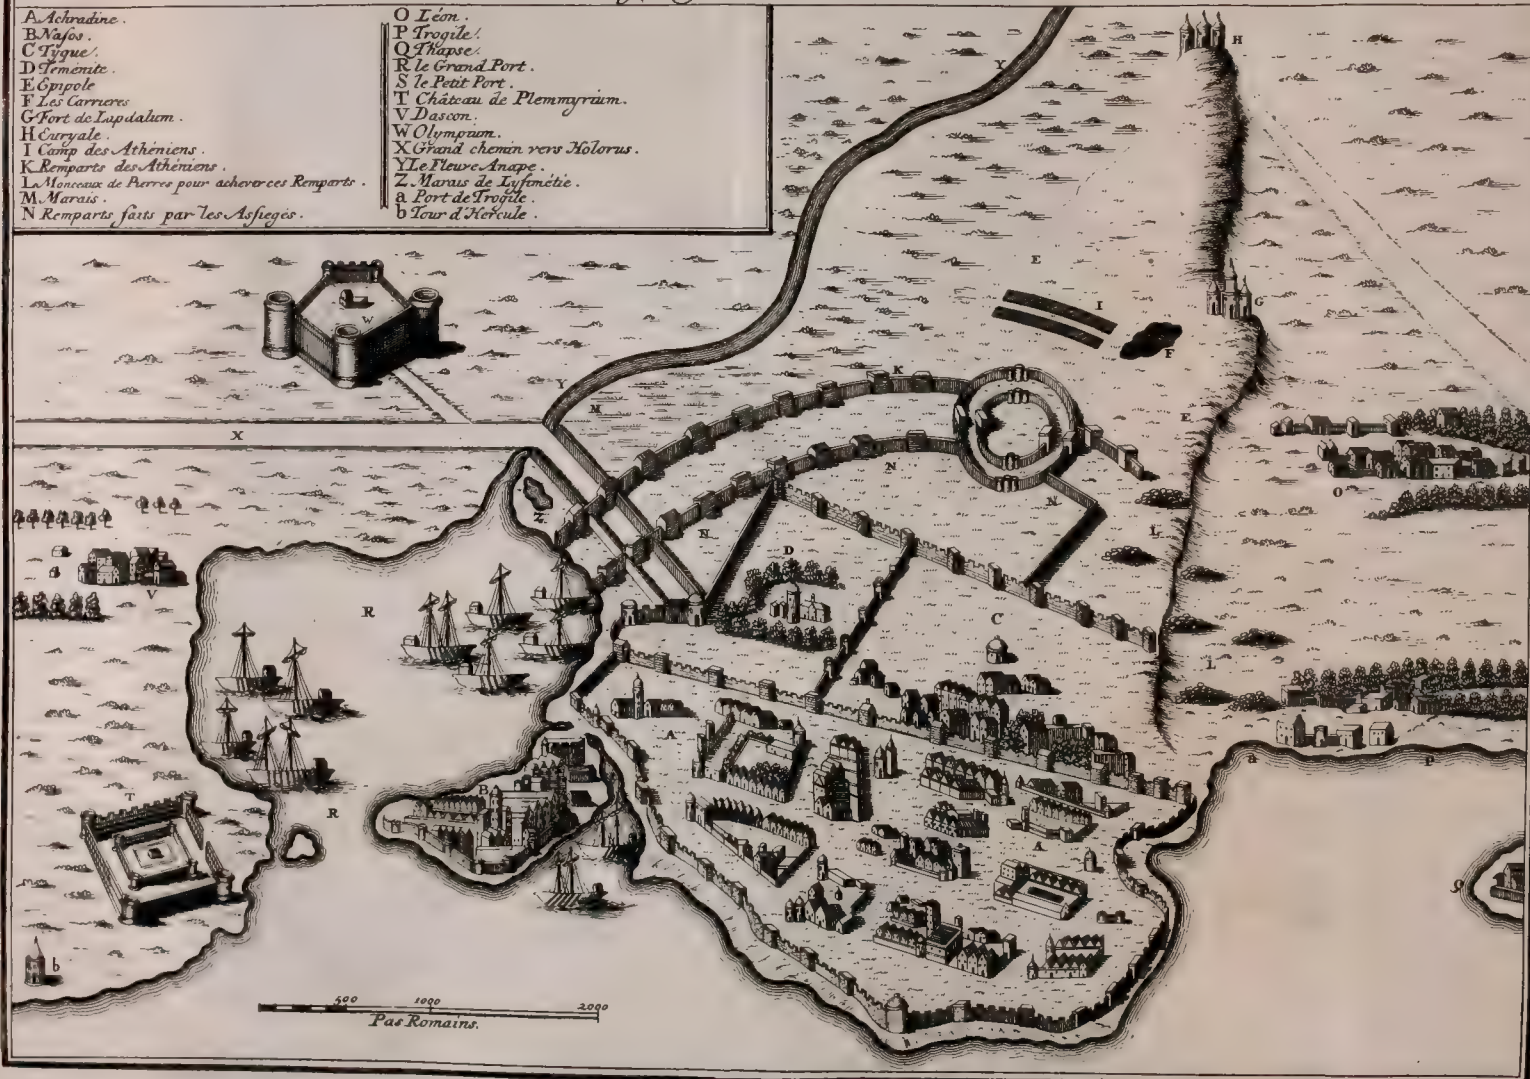 A Achradine.
B Nasos.
C Tyque.
D Temenite.
E Epipole
F Les Carrieres
G Fort de Lapdalum.
H Euryale.
I Camp des Athéniens.
K Remparts des Athéniens.
L Monceaux de Pierres pour achever ces Remparts.
M Marais.
N Remparts faits par les Assiegés.
O Léon.
P Trogile.
Q Thapse.
R le Grand Port.
S le Petit Port.
T Château de Plemmyrium.
V Dascon.
W Olympium.
X Grand chemin vers Holorus.
Y Le Fleuve Anape.
Z Marais de Lysimétie.
a Port de Trogile.
b Tour d'Hercule.
H
Y
E
G
I
F
W
Y
M
K
X
E
N
N
O
Z
N
L
D
V
R
C
L
A
a
P
B
T
R
A
Q
b
500 1000 2000
Pas Romains.